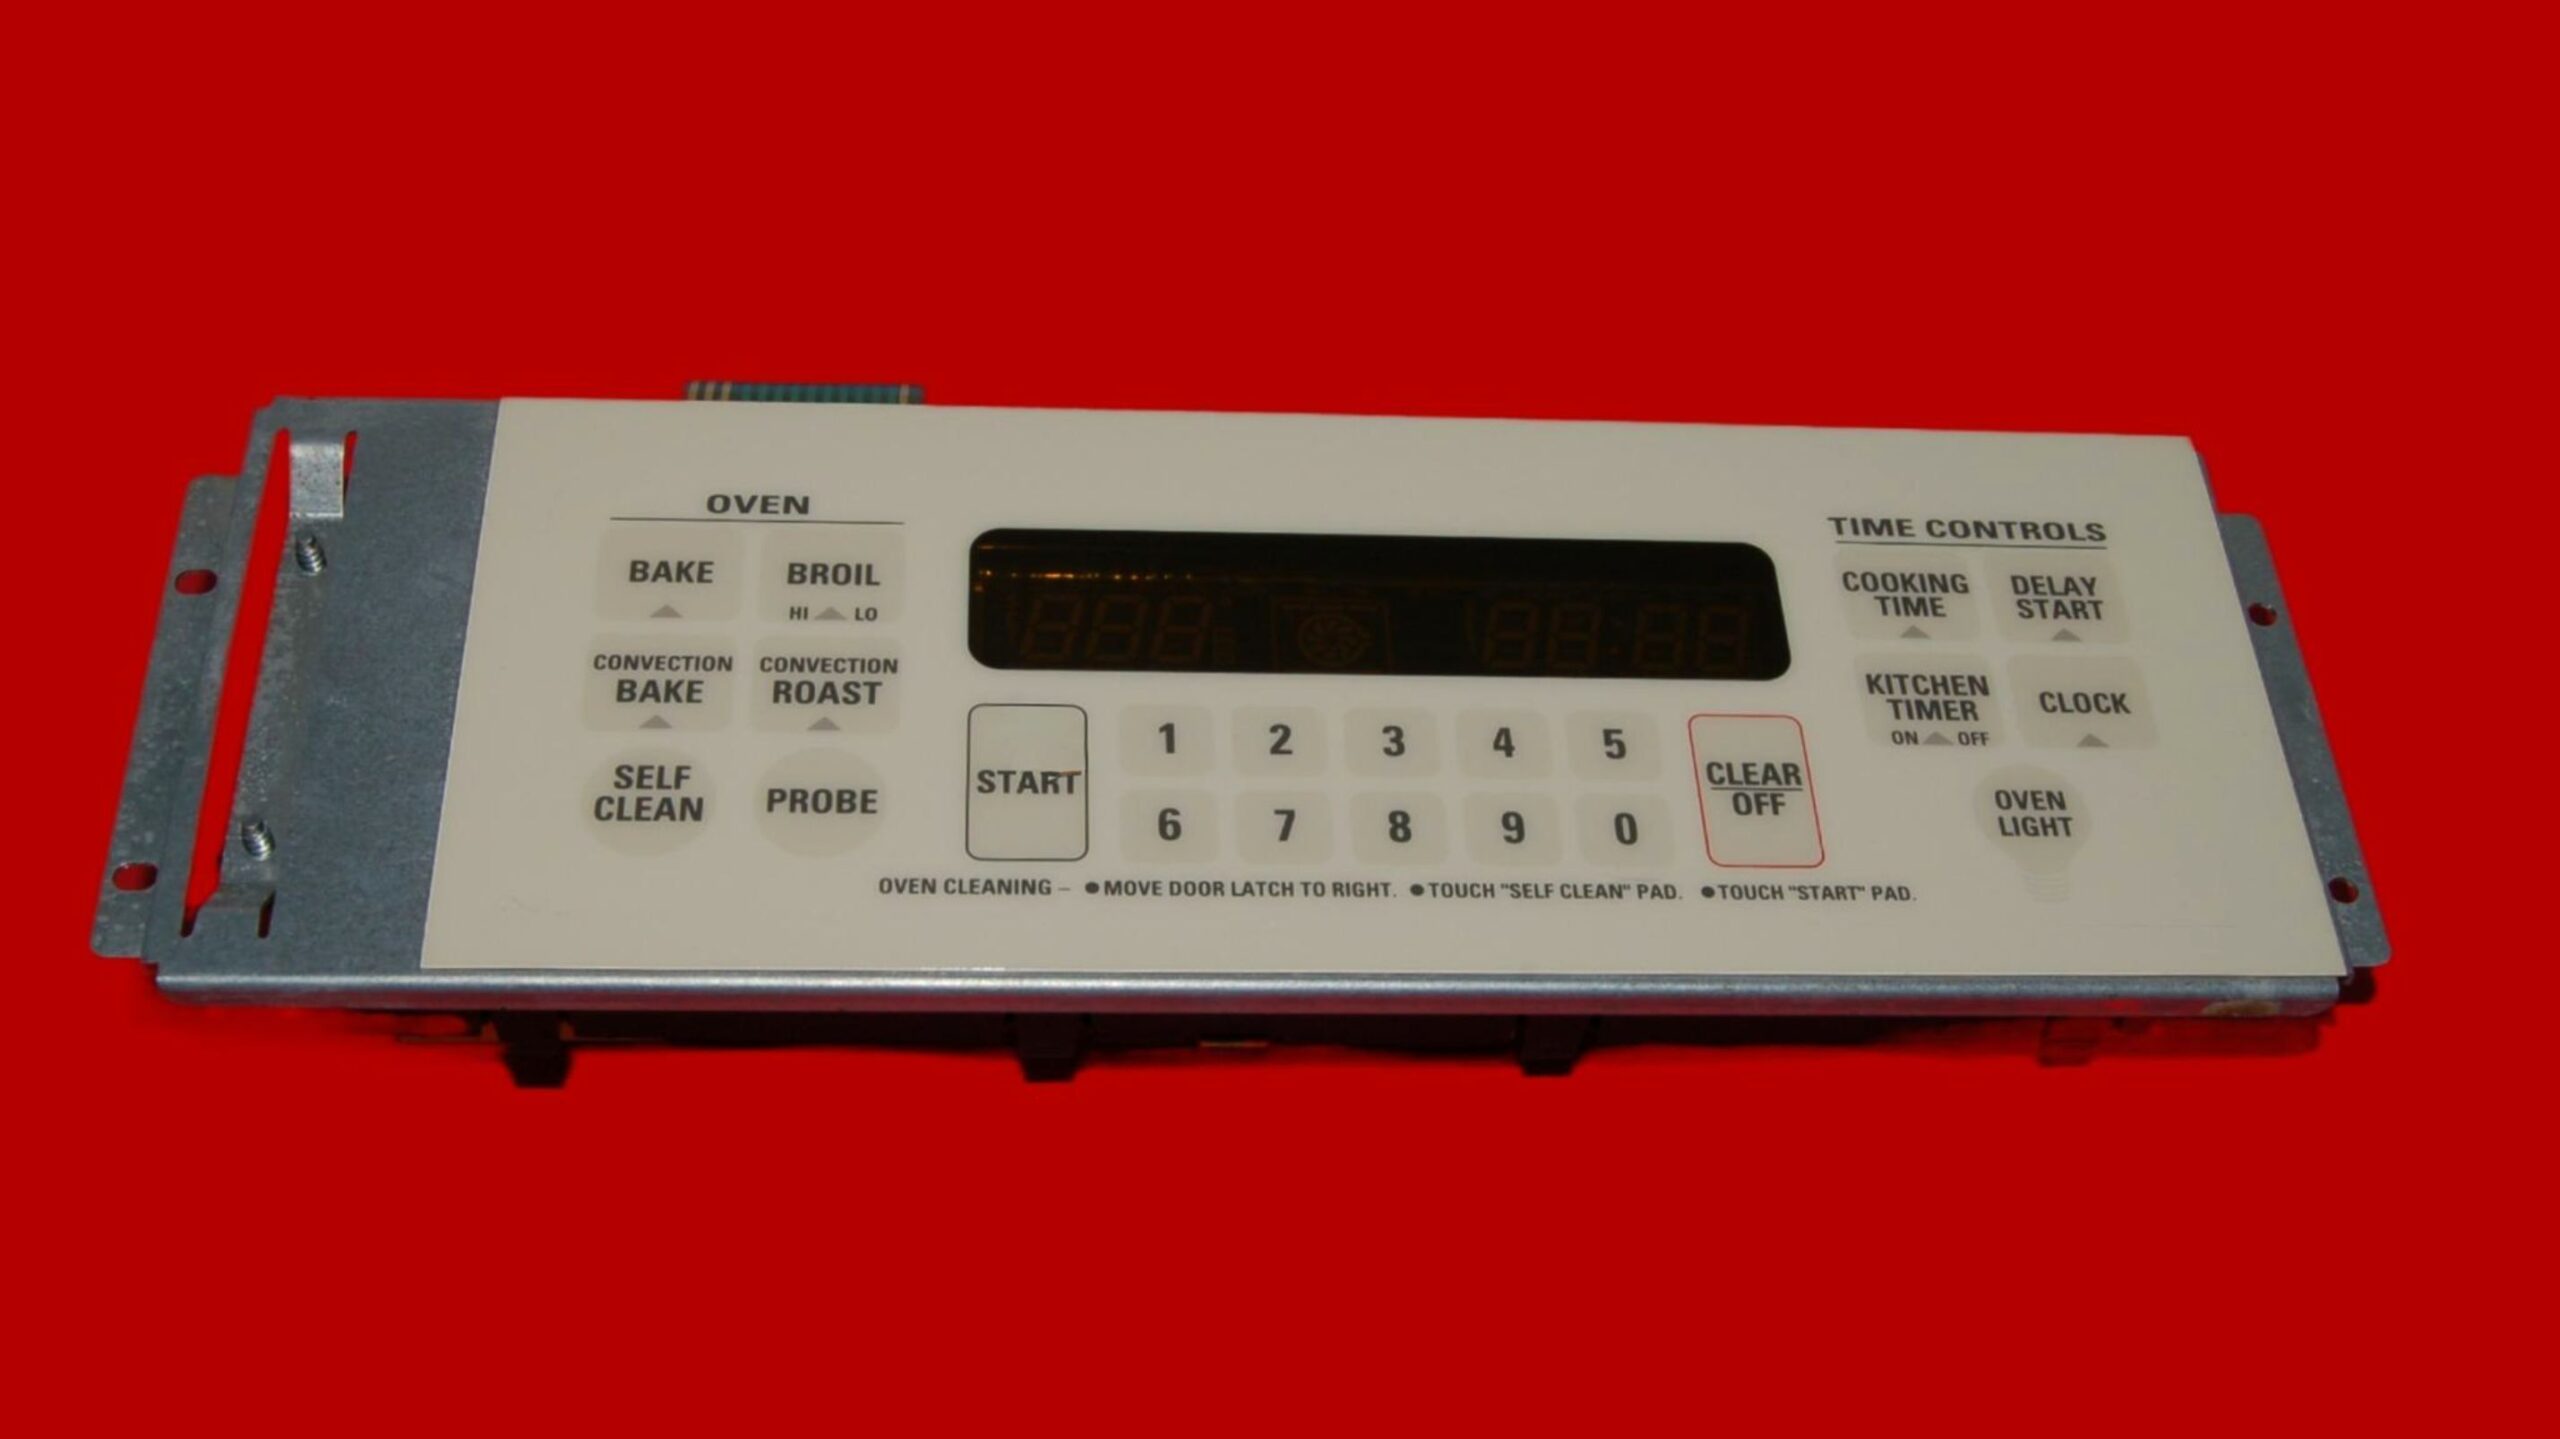 OVEN
BAKE
BROIL
HI LO
CONVECTION
BAKE
CONVECTION
ROAST
SELF
CLEAN
PROBE
START
1 2 3 4 5
6 7 8 9 0
CLEAR
OFF
TIME CONTROLS
COOKING
TIME
DELAY
START
KITCHEN
TIMER
ON OFF
CLOCK
OVEN
LIGHT
OVEN CLEANING – ● MOVE DOOR LATCH TO RIGHT. ● TOUCH "SELF CLEAN" PAD. ● TOUCH "START" PAD.